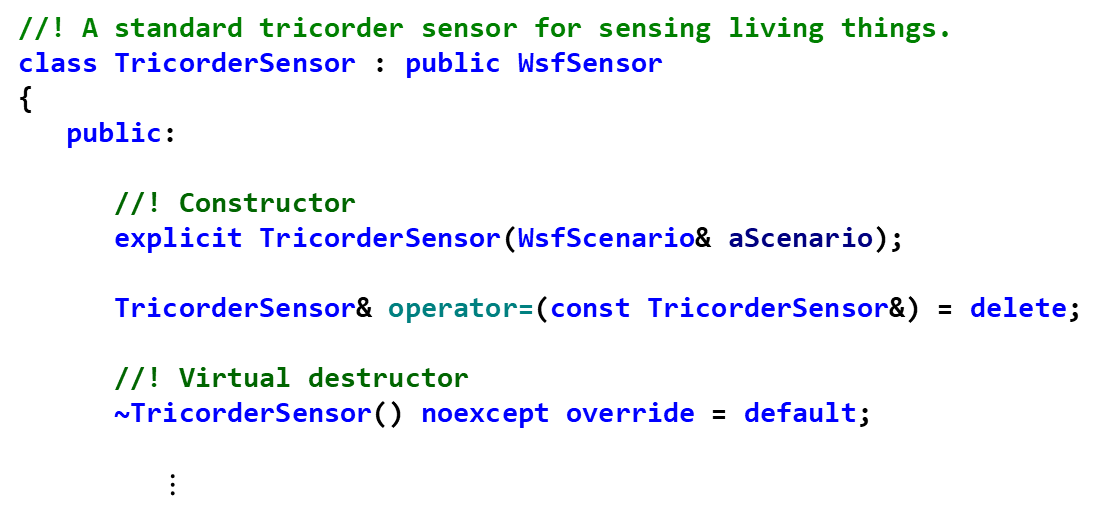 //! A standard tricorder sensor for sensing living things.
class TricorderSensor : public WsfSensor
{
public:
//! Constructor
explicit TricorderSensor(WsfScenario& aScenario);
TricorderSensor& operator=(const TricorderSensor&) = delete;
//! Virtual destructor
~TricorderSensor() noexcept override = default;
⋮